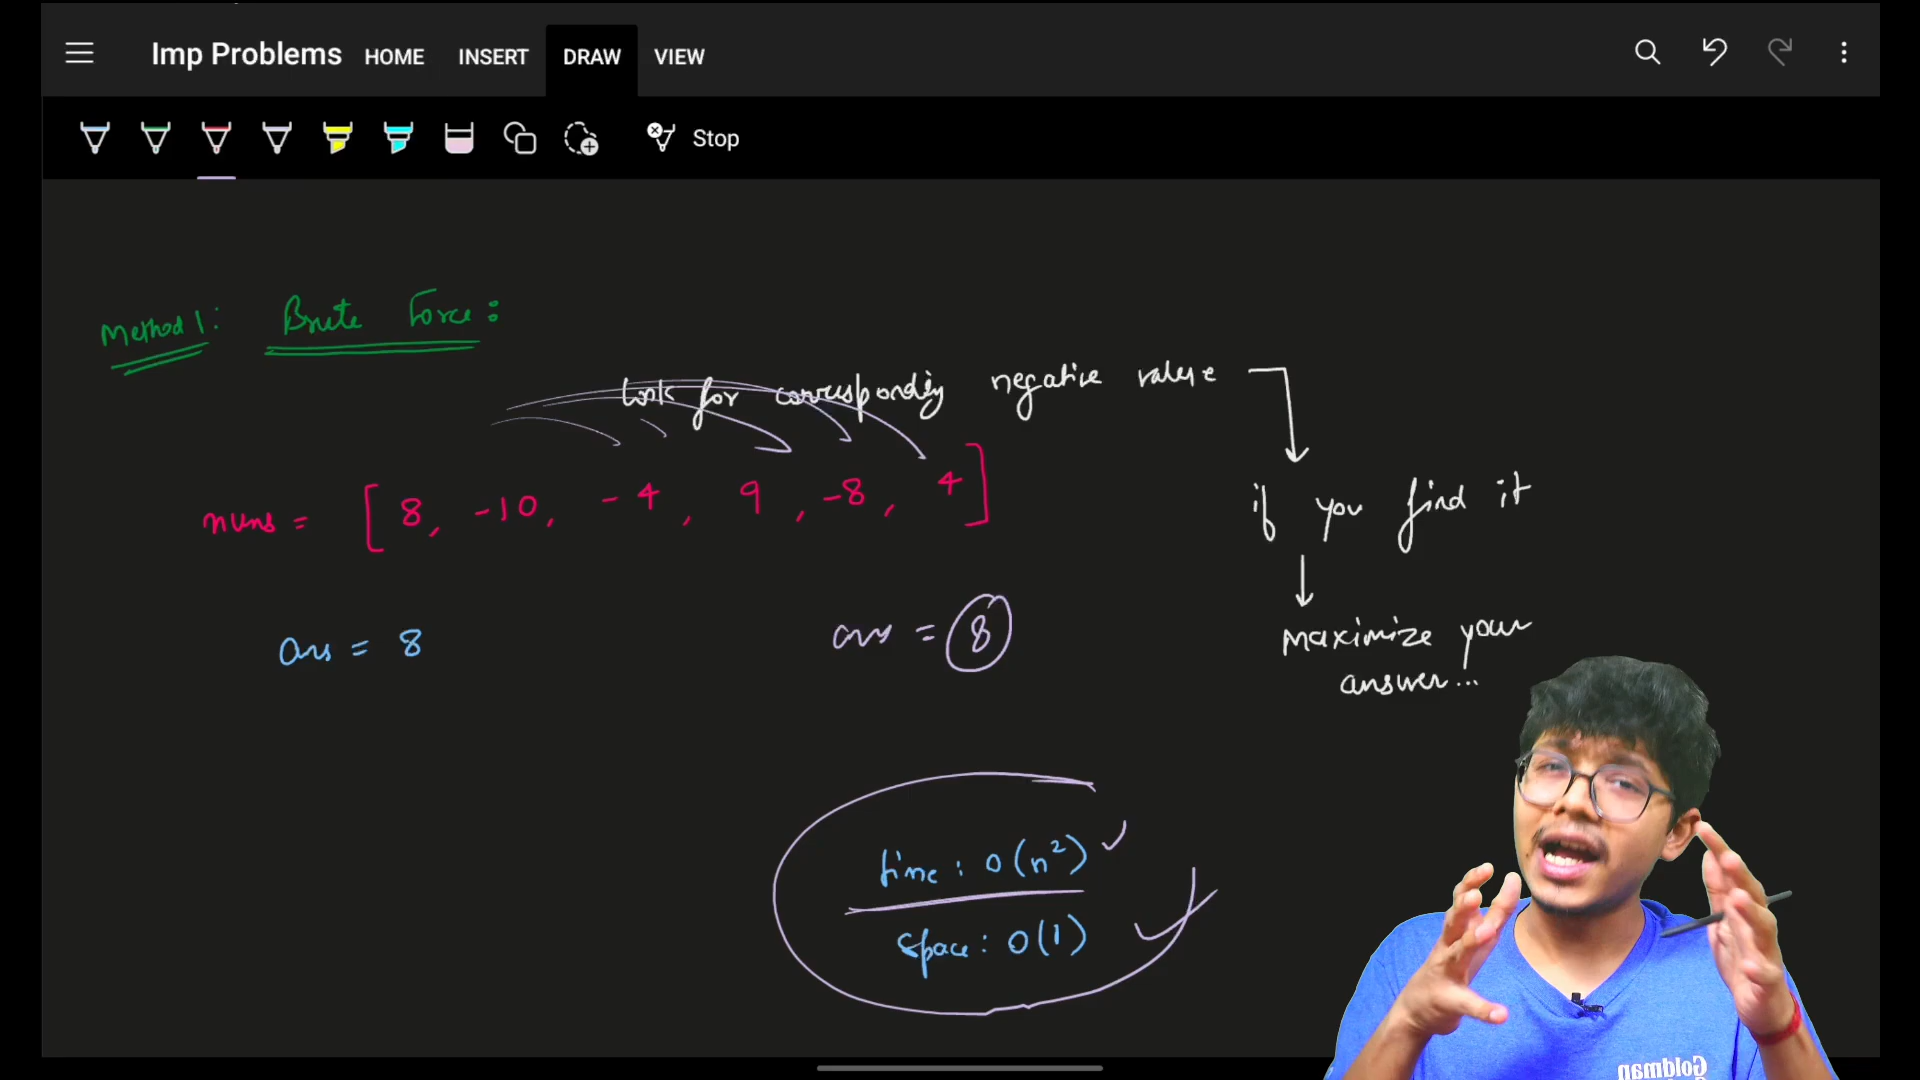 Imp Problems HOME INSERT DRAW VIEW
Stop
Method 1: Brute Force:
look for corresponding negative value
nums = [ 8, -10, -4, 9, -8, 4 ]
if you find it
ans = 8
ans = 8
maximize your
answer...
time: O(n²)
space: O(1)
Goldman